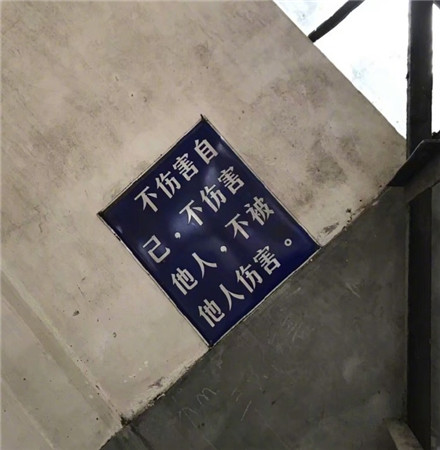 不伤害自
己，不伤害
他人，不被
他人伤害。